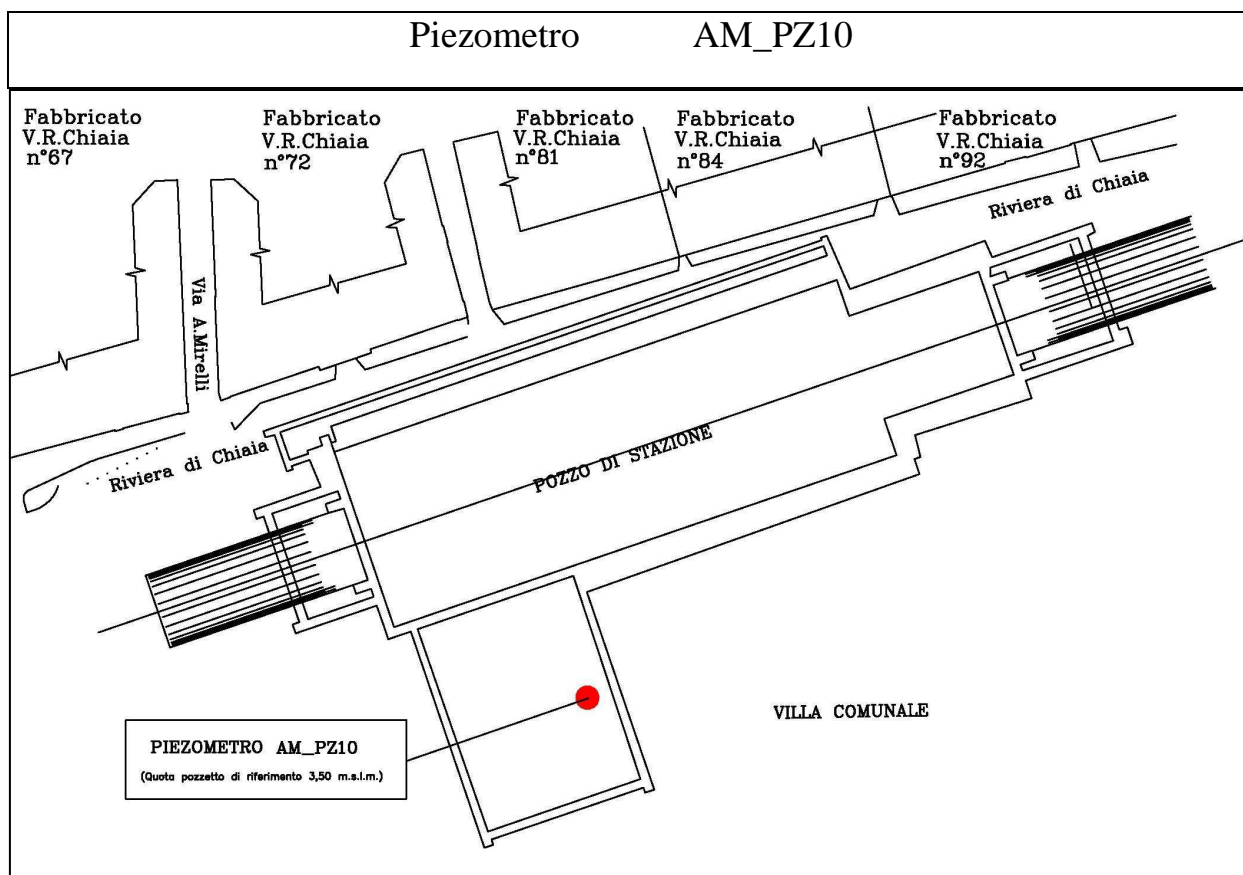 Piezometro AM_PZ10
Fabbricato
V.R.Chiaia
n°67
Fabbricato
V.R.Chiaia
n°72
Fabbricato
V.R.Chiaia
n°81
Fabbricato
V.R.Chiaia
n°84
Fabbricato
V.R.Chiaia
n°92
Riviera di Chiaia
Via A.Mirelli
Riviera di Chiaia
POZZO DI STAZIONE
VILLA COMUNALE
PIEZOMETRO AM_PZ10
(Quota pozzetto di riferimento 3,50 m.s.l.m.)